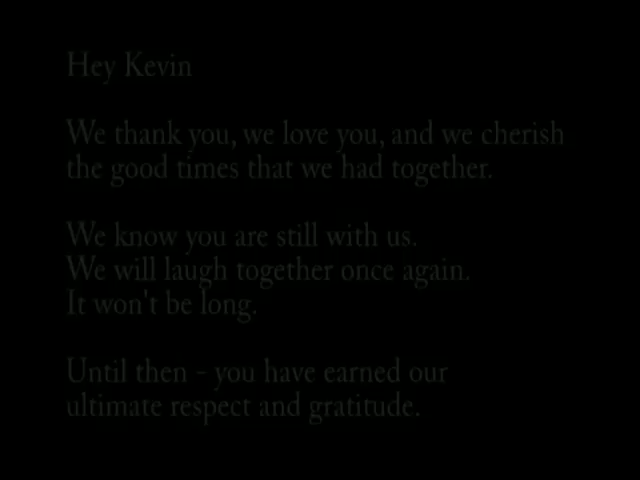 Hey Kevin
We thank you, we love you, and we cherish
the good times that we had together.
We know you are still with us.
We will laugh together once again.
It won't be long.
Until then - you have earned our
ultimate respect and gratitude.